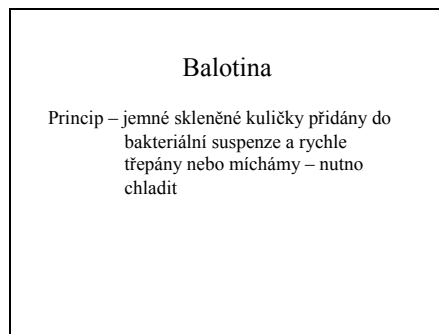 Balotina
Princip – jemné skleněné kuličky přidány do
bakteriální suspenze a rychle
třepány nebo míchámy – nutno
chladit